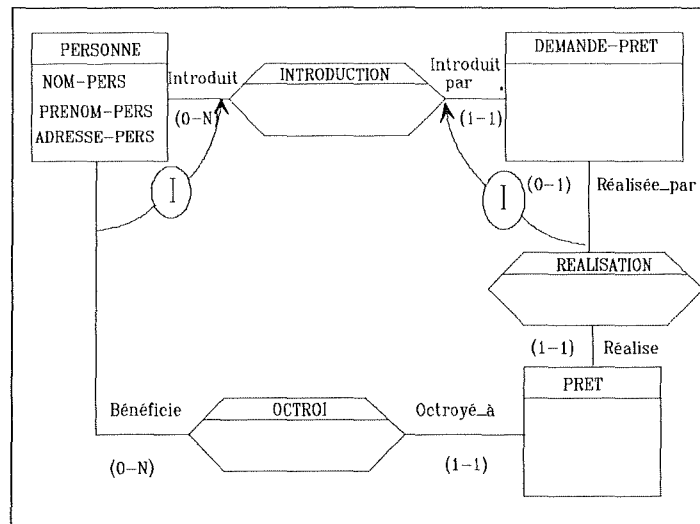 PERSONNE
NOM-PERS
PRENOM-PERS
ADRESSE-PERS
Introduit
(0-N)
INTRODUCTION
Introduit
par
(1-1)
DEMANDE-PRET
I
I
(0-1)
Réalisée_par
REALISATION
(1-1)
Réalise
PRET
Bénéficie
(0-N)
OCTROI
Octroyé_à
(1-1)